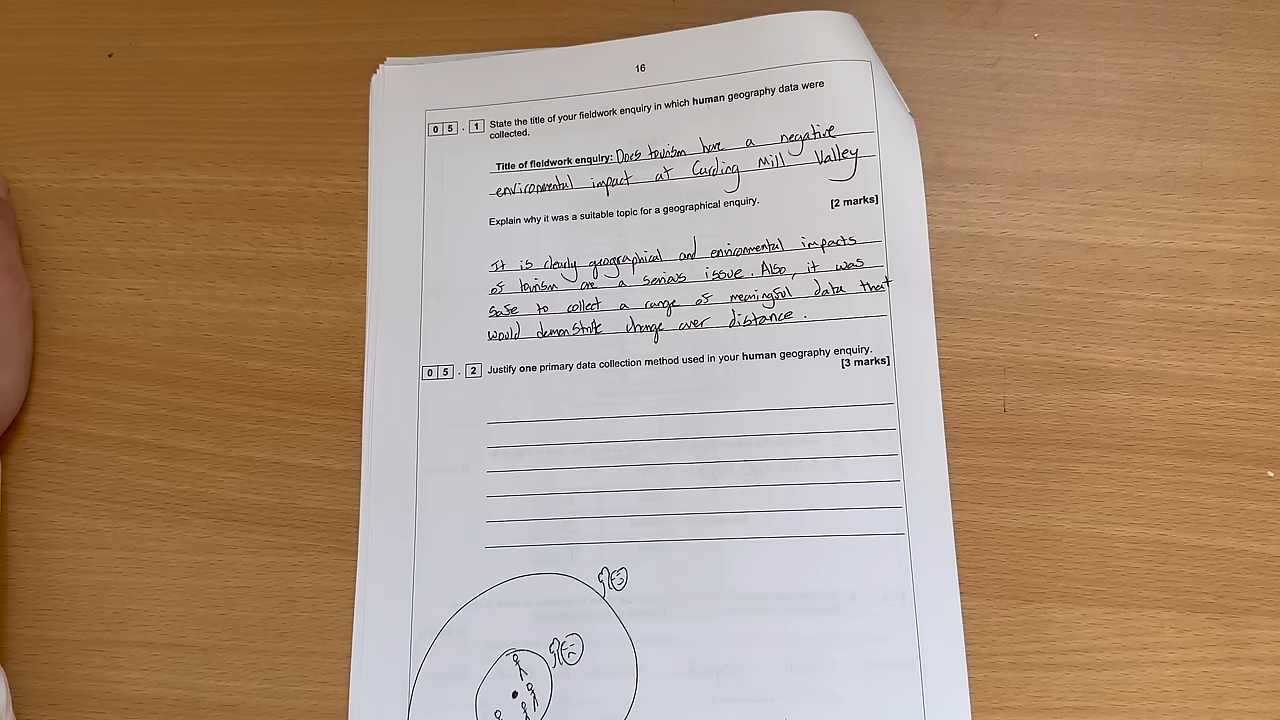 16
0 5 . 1 State the title of your fieldwork enquiry in which human geography data were
collected.
Title of fieldwork enquiry: Does tourism have a negative
environmental impact at Carding Mill Valley
Explain why it was a suitable topic for a geographical enquiry.
[2 marks]
It is clearly geographical and environmental impacts
of tourism are a serious issue. Also, it was
safe to collect a range of meaningful data that
would demonstrate change over distance.
0 5 . 2 Justify one primary data collection method used in your human geography enquiry.
[3 marks]